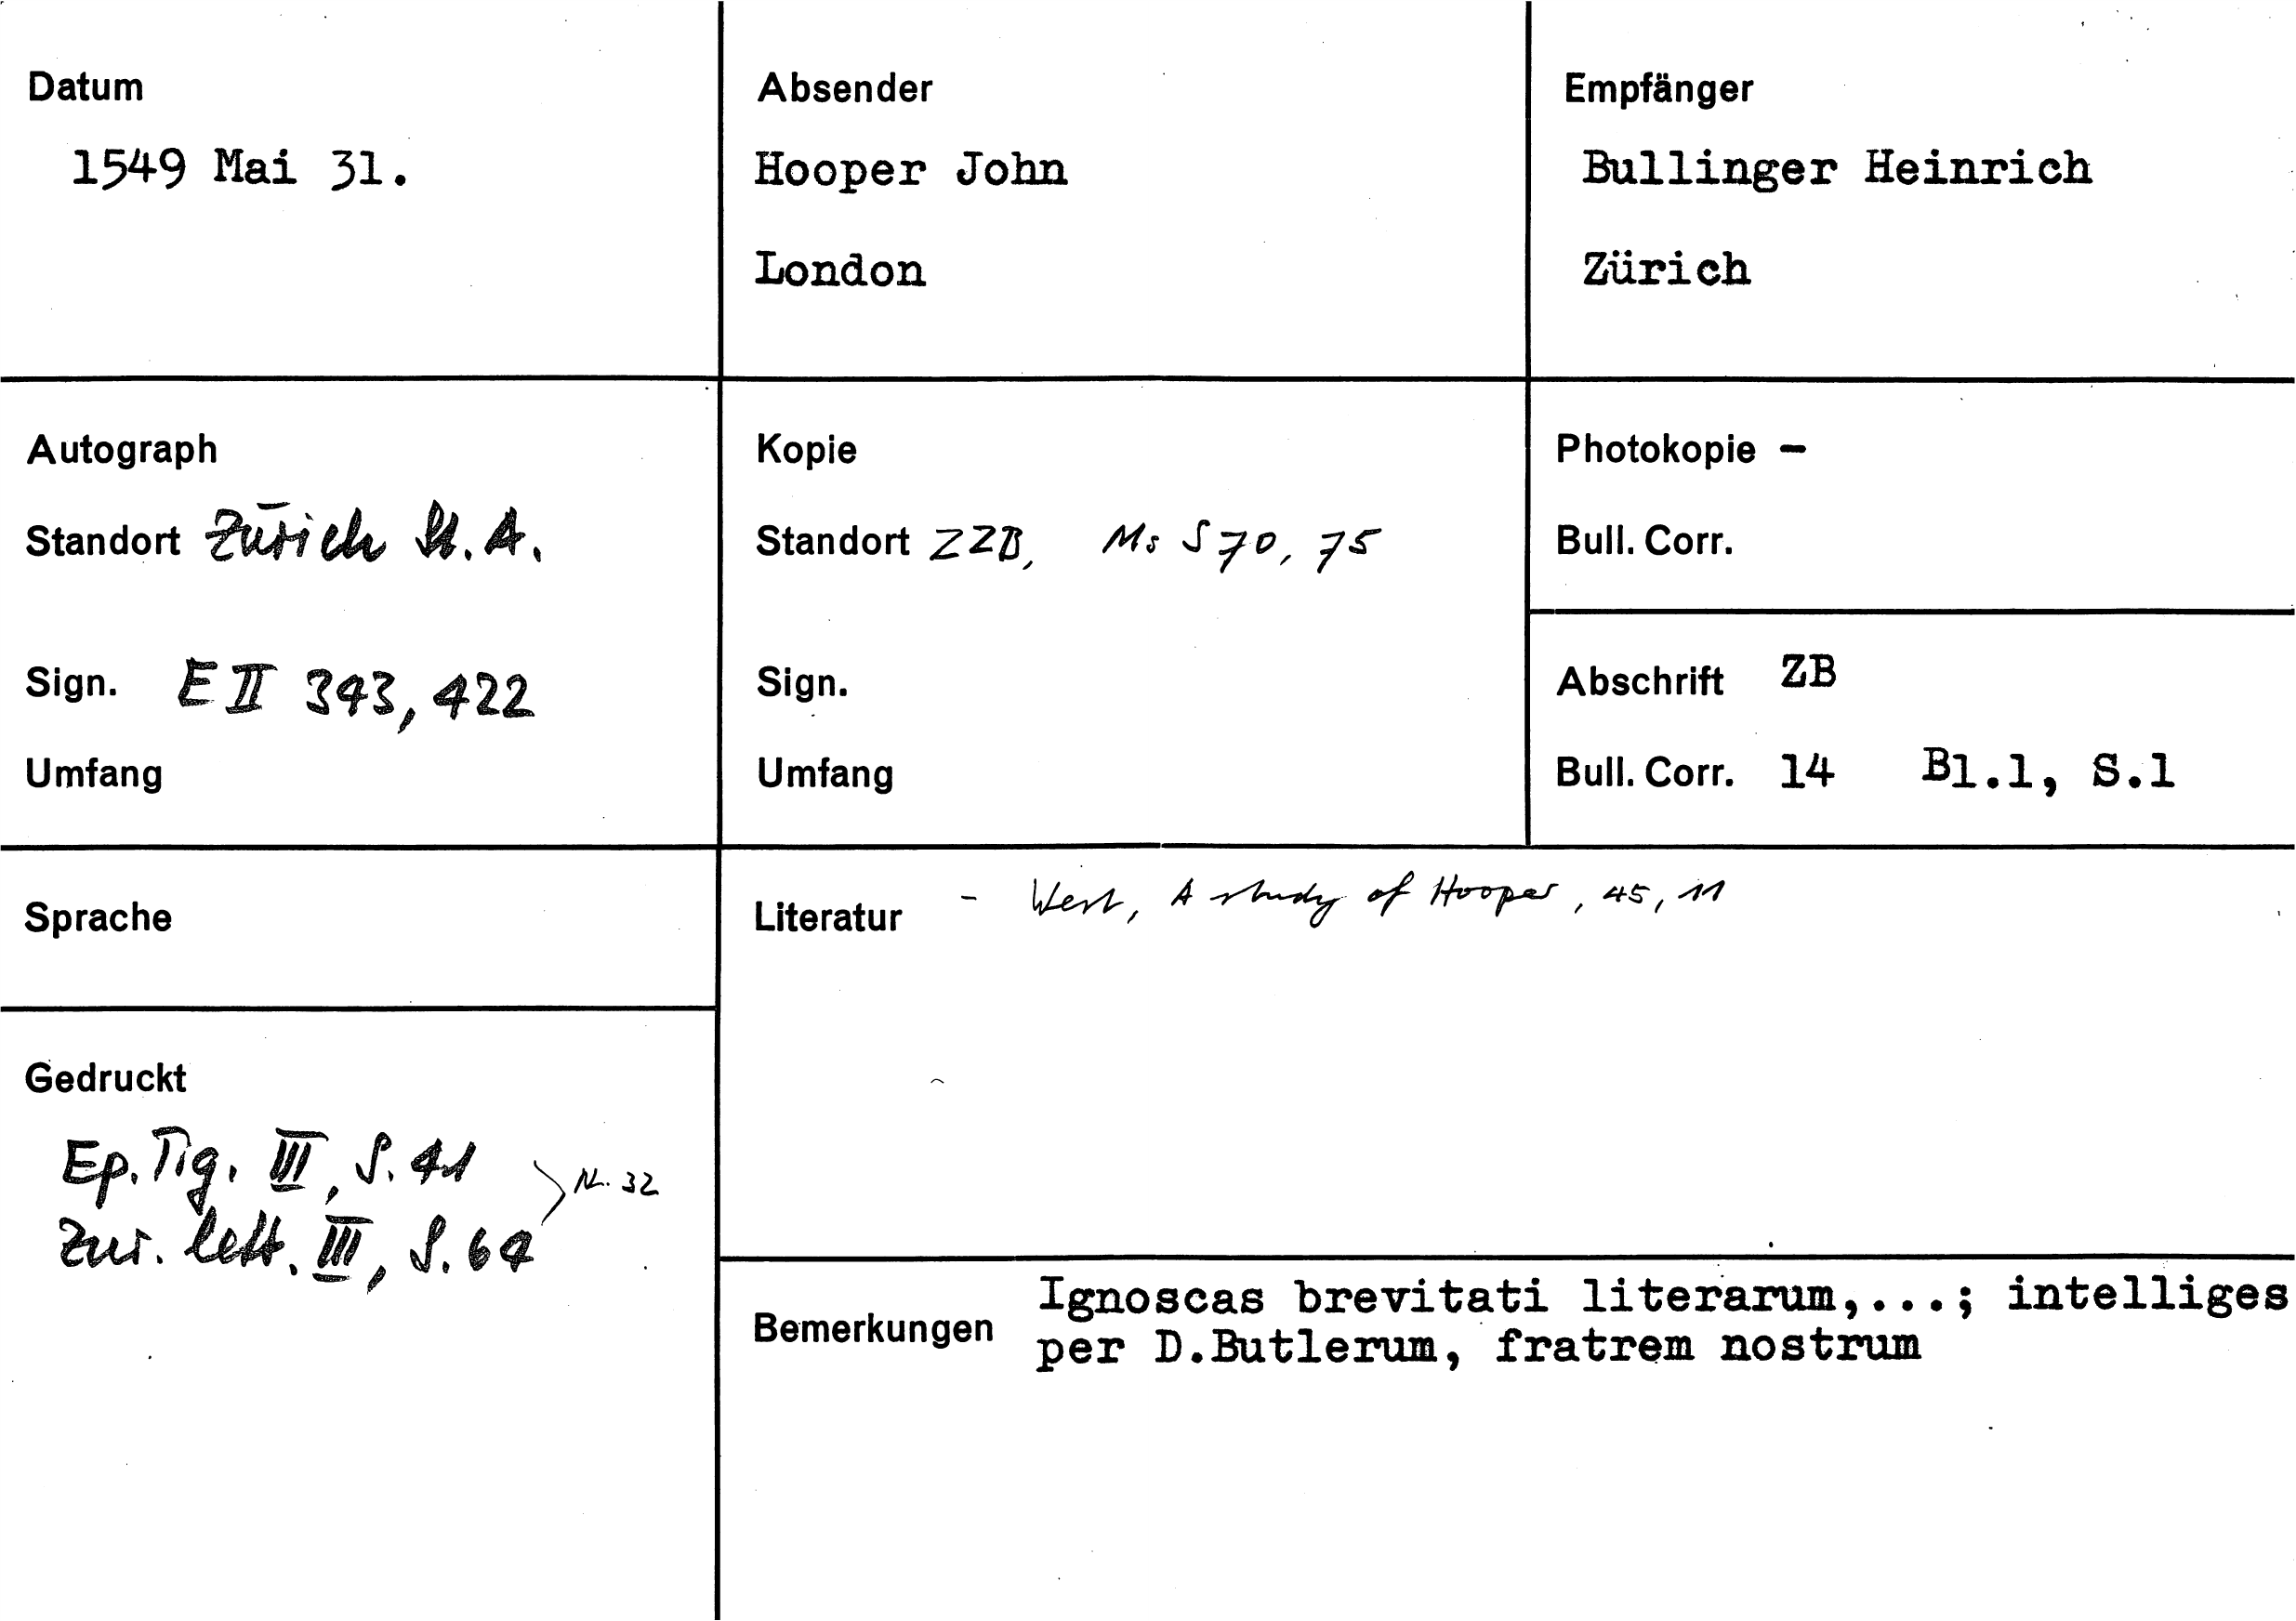 Datum
1549 Mai 31.
Absender
Hooper John
London
Empfänger
Bullinger Heinrich
Zürich
Autograph
Standort Zürich St. A.
Sign. E II 343, 422
Umfang
Kopie
Standort ZZB, Ms S 70, 75
Sign.
Umfang
Photokopie -
Bull. Corr.
Abschrift ZB
Bull. Corr. 14 Bl.1, S.1
Sprache
Gedruckt
Ep. Tig. III, S. 41
Zur. lett. III, S. 64
Nr. 32
Literatur - West, A study of Hooper, 45, 11
Bemerkungen Ignoscas brevitati literarum,...; intelliges
per D.Butlerum, fratrem nostrum